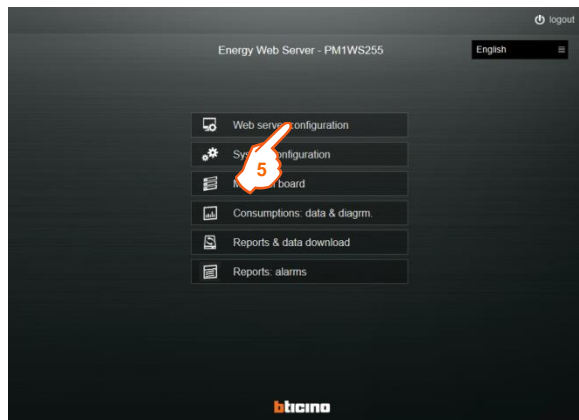 logout
Energy Web Server - PM1WS255
English
Web server configuration
System configuration
board
Consumptions: data & diagrm.
Reports & data download
Reports: alarms
5
bticino